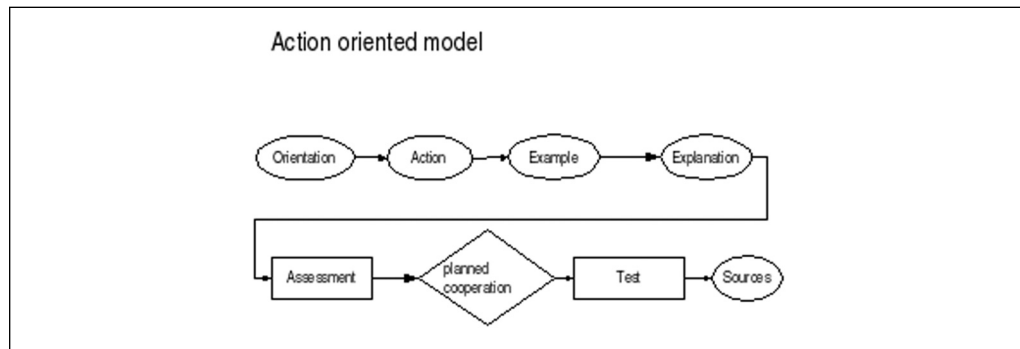 Action oriented model
Orientation
Action
Example
Explanation
Assessment
planned
cooperation
Test
Sources